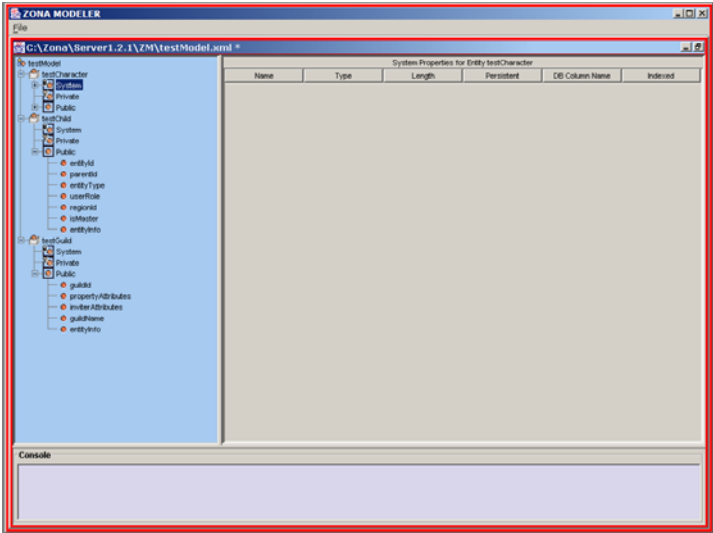 ZONA MODELER
File
C:\Zona\Server1.2.1\ZM\testModel.xml *
testModel
testCharacter
System
Private
Public
testChild
System
Private
Public
entityId
parentId
entityType
userRole
regionId
isMaster
entityInfo
testGuild
System
Private
Public
guildId
propertyAttributes
inviterAttributes
guildName
entityInfo
System Properties for Entity testCharacter
Name Type Length Persistent DB Column Name Indexed
Console